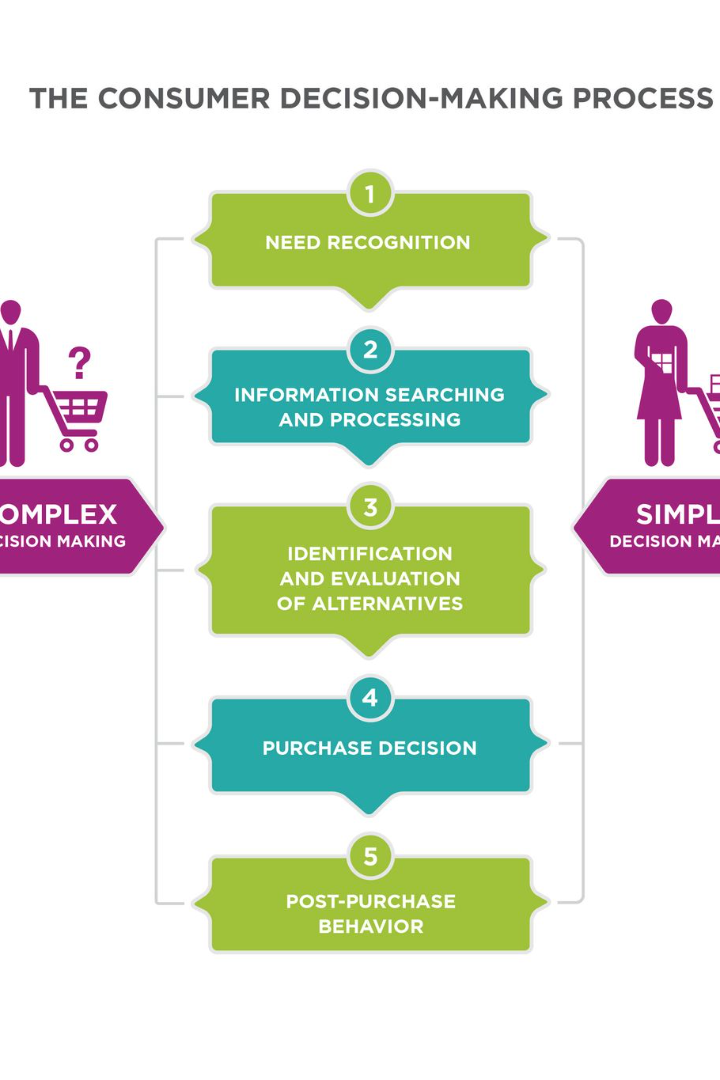 THE CONSUMER DECISION-MAKING PROCESS
1
NEED RECOGNITION
2
INFORMATION SEARCHING
AND PROCESSING
?
3
OMPLEX
CISION MAKING
SIMPL
DECISION MA
IDENTIFICATION
AND EVALUATION
OF ALTERNATIVES
4
PURCHASE DECISION
5
POST-PURCHASE
BEHAVIOR